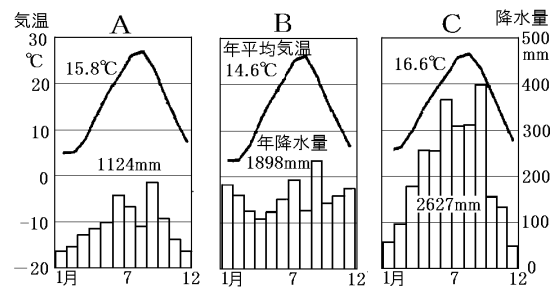 気温 A B C 降水量
30 500
℃ mm
年平均気温
15.8℃ 14.6℃ 16.6℃
20 400
10 300
年降水量
1124mm 1898mm
0 200
2627mm
-10 100
-20 0
1月 7 12 1月 7 12 1月 7 12